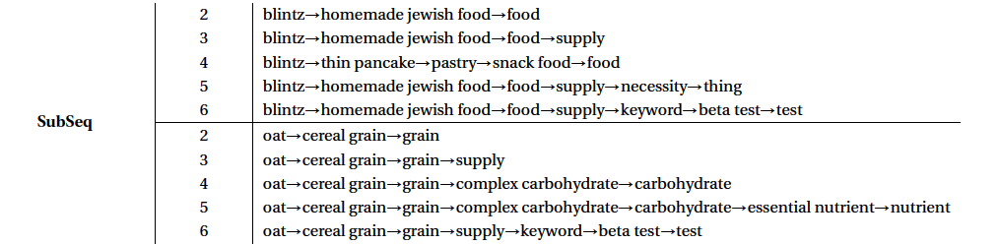 2 blintz→homemade jewish food→food
3 blintz→homemade jewish food→food→supply
4 blintz→thin pancake→pastry→snack food→food
5 blintz→homemade jewish food→food→supply→necessity→thing
6 blintz→homemade jewish food→food→supply→keyword→beta test→test
SubSeq
2 oat→cereal grain→grain
3 oat→cereal grain→grain→supply
4 oat→cereal grain→grain→complex carbohydrate→carbohydrate
5 oat→cereal grain→grain→complex carbohydrate→carbohydrate→essential nutrient→nutrient
6 oat→cereal grain→grain→supply→keyword→beta test→test